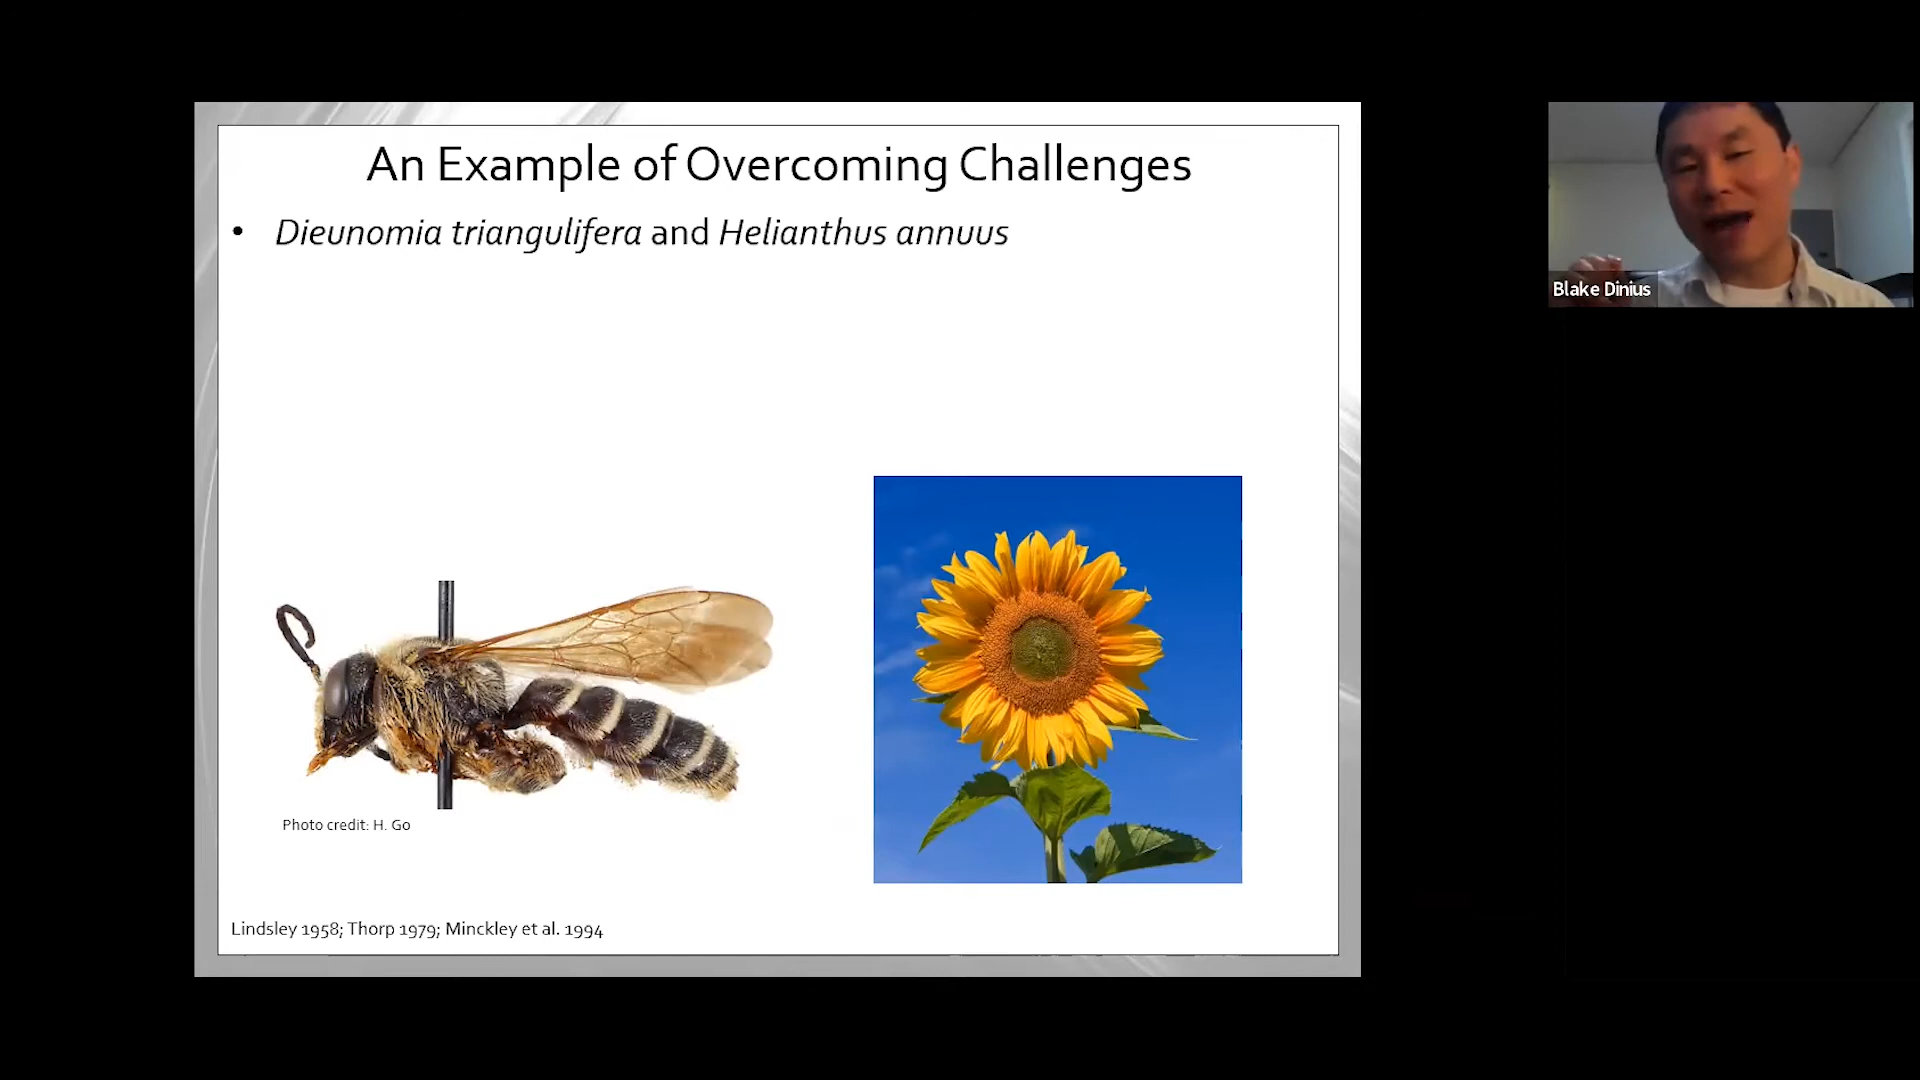 An Example of Overcoming Challenges
• Dieunomia triangulifera and Helianthus annuus
Blake Dinius
Photo credit: H. Go
Lindsley 1958; Thorp 1979; Minckley et al. 1994